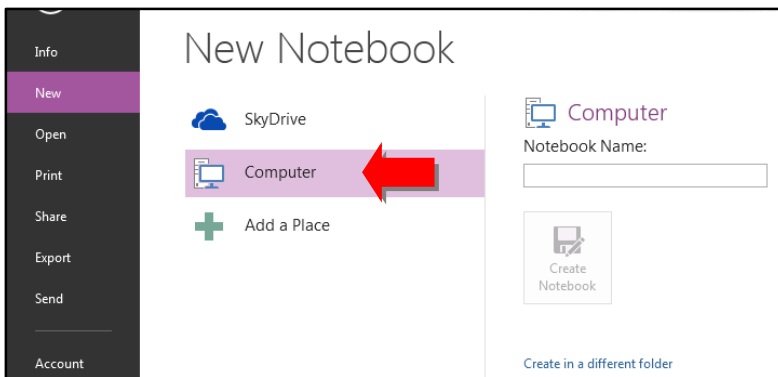 Info
New
Open
Print
Share
Export
Send
Account
New Notebook
SkyDrive
Computer
Add a Place
Computer
Notebook Name:
Create
Notebook
Create in a different folder